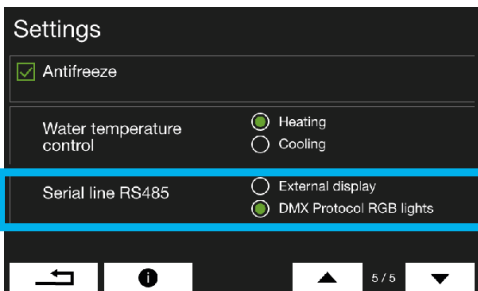 Settings
Antifreeze
Water temperature
control
Heating
Cooling
Serial line RS485
External display
DMX Protocol RGB lights
i
5/5